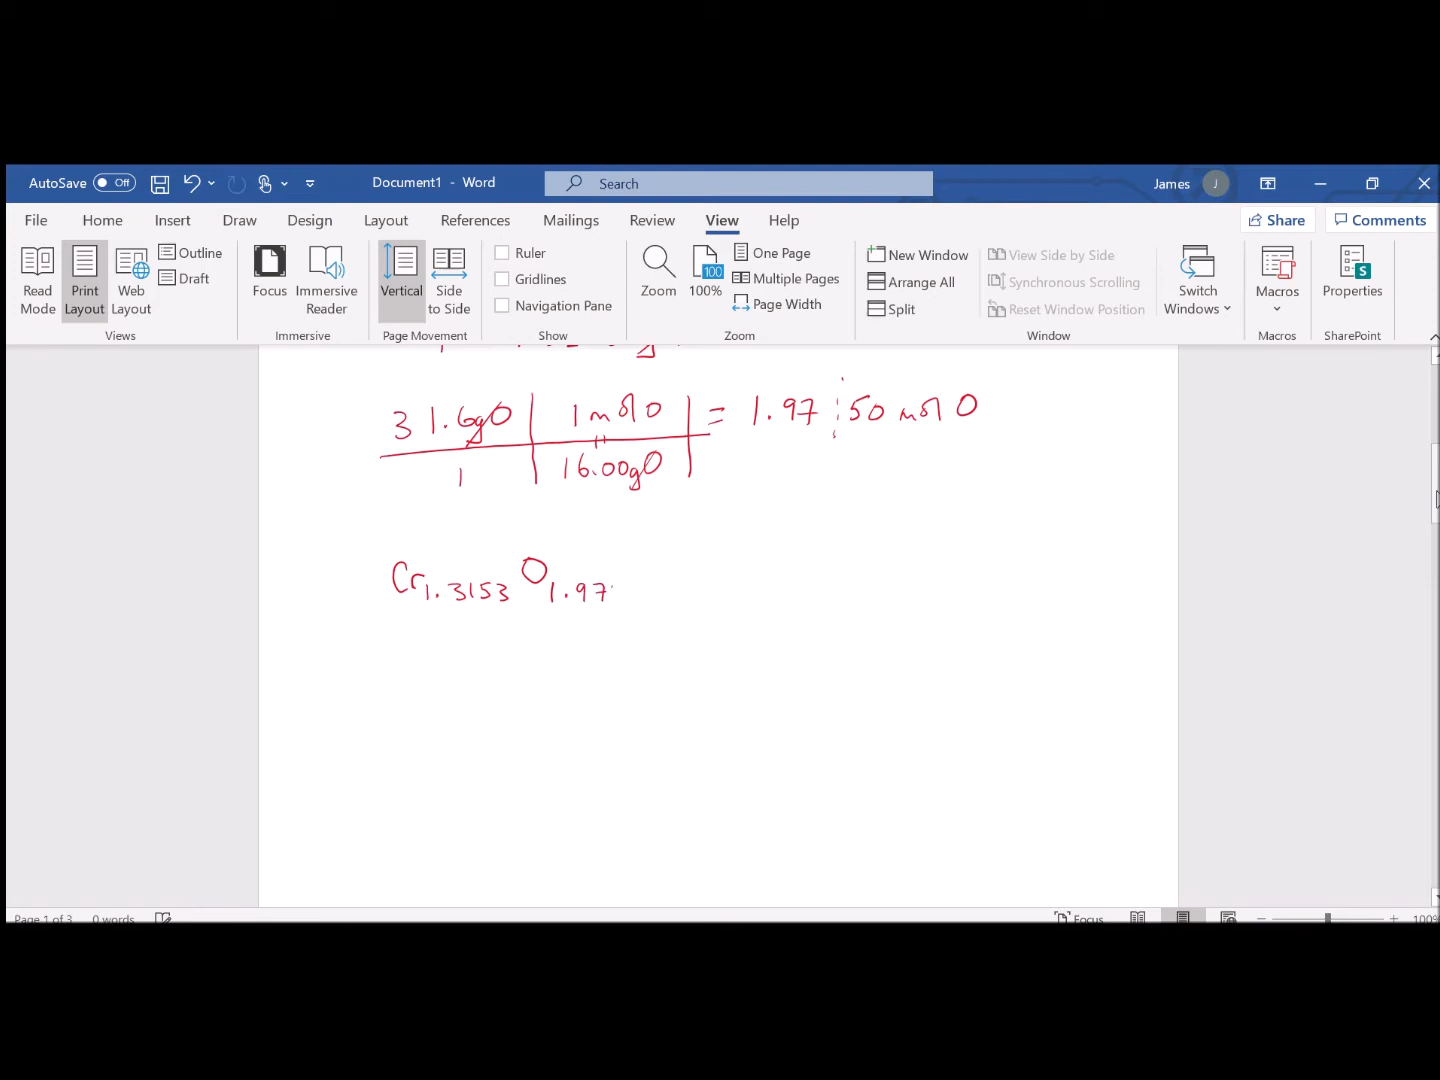 AutoSave Off Document1 - Word Search James J
File Home Insert Draw Design Layout References Mailings Review View Help Share Comments
Read Mode Print Layout Web Layout Outline Draft
Views
Focus Immersive Reader
Immersive
Vertical Side to Side
Page Movement
Ruler
Gridlines
Navigation Pane
Show
Zoom 100 100% One Page Multiple Pages Page Width
Zoom
New Window Arrange All Split
View Side by Side
Synchronous Scrolling
Reset Window Position
Switch Windows
Window
Macros
Macros
S Properties
SharePoint
31.6gO | 1 mol O | = 1.97 50 mol O
1 | 16.00gO |
Cr1.3153 O1.97
Page 1 of 3 0 words Focus 100%